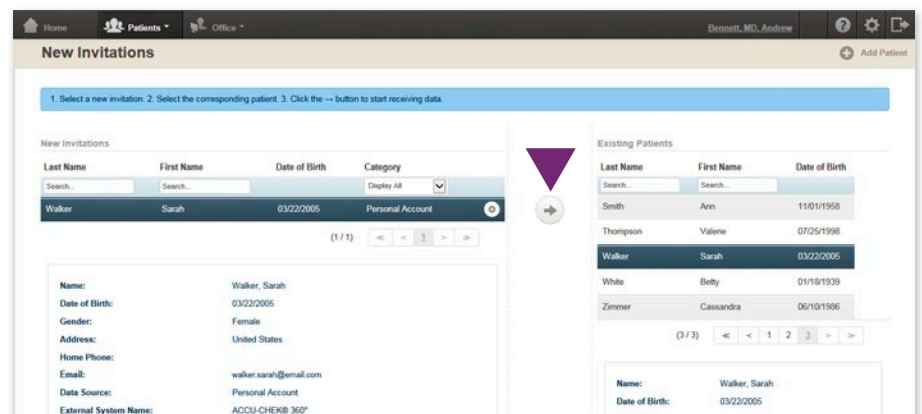 Home Patients Office Bennett, MD, Andrew
New Invitations Add Patient
1. Select a new invitation. 2. Select the corresponding patient. 3. Click the → button to start receiving data.
New Invitations
Last Name First Name Date of Birth Category
Search... Search... Display All
Walker Sarah 03/22/2005 Personal Account
(1 / 1) ≪ < 1 > ≫
Name: Walker, Sarah
Date of Birth: 03/22/2005
Gender: Female
Address: United States
Home Phone:
Email: walker.sarah@email.com
Data Source: Personal Account
External System Name: ACCU-CHEK® 360°
Existing Patients
Last Name First Name Date of Birth
Search... Search...
Smith Ann 11/01/1958
Thompson Valerie 07/25/1998
Walker Sarah 03/22/2005
White Betty 01/18/1939
Zimmer Cassandra 06/10/1986
(3 / 3) ≪ < 1 2 3 > ≫
Name: Walker, Sarah
Date of Birth: 03/22/2005